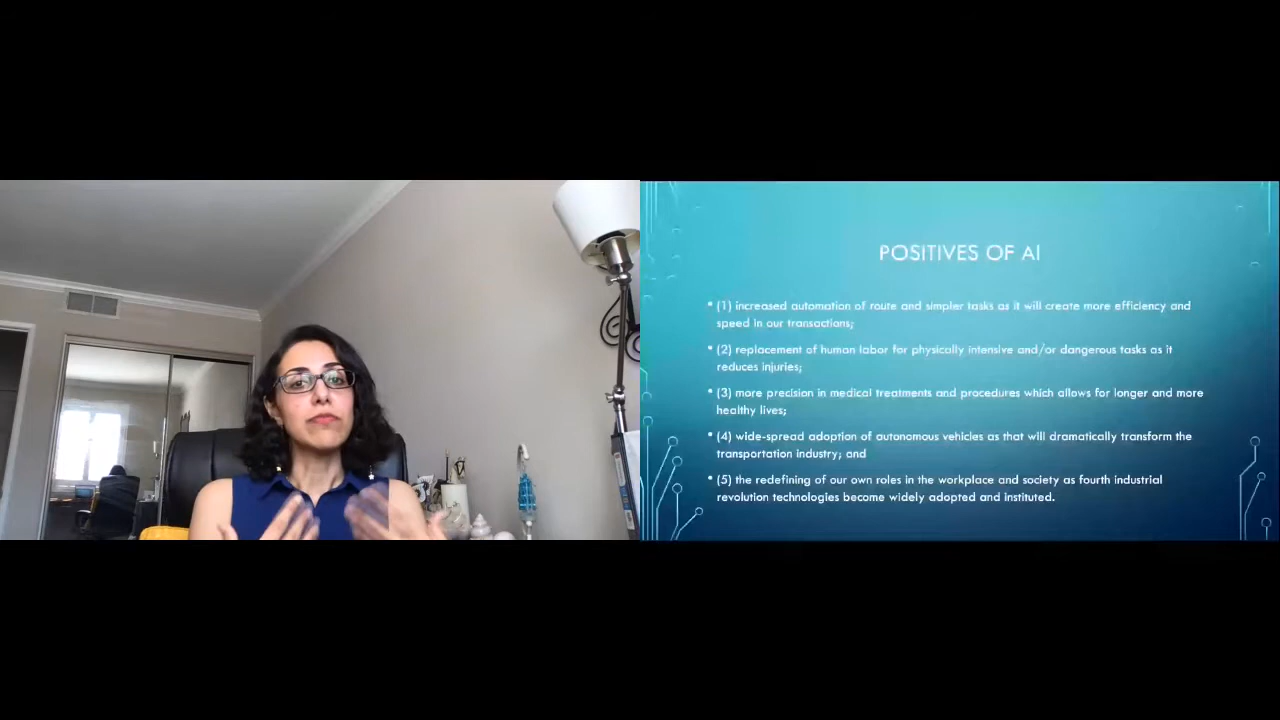 POSITIVES OF AI
• (1) increased automation of route and simpler tasks as it will create more efficiency and
speed in our transactions;
• (2) replacement of human labor for physically intensive and/or dangerous tasks as it
reduces injuries;
• (3) more precision in medical treatments and procedures which allows for longer and more
healthy lives;
• (4) wide-spread adoption of autonomous vehicles as that will dramatically transform the
transportation industry; and
• (5) the redefining of our own roles in the workplace and society as fourth industrial
revolution technologies become widely adopted and instituted.